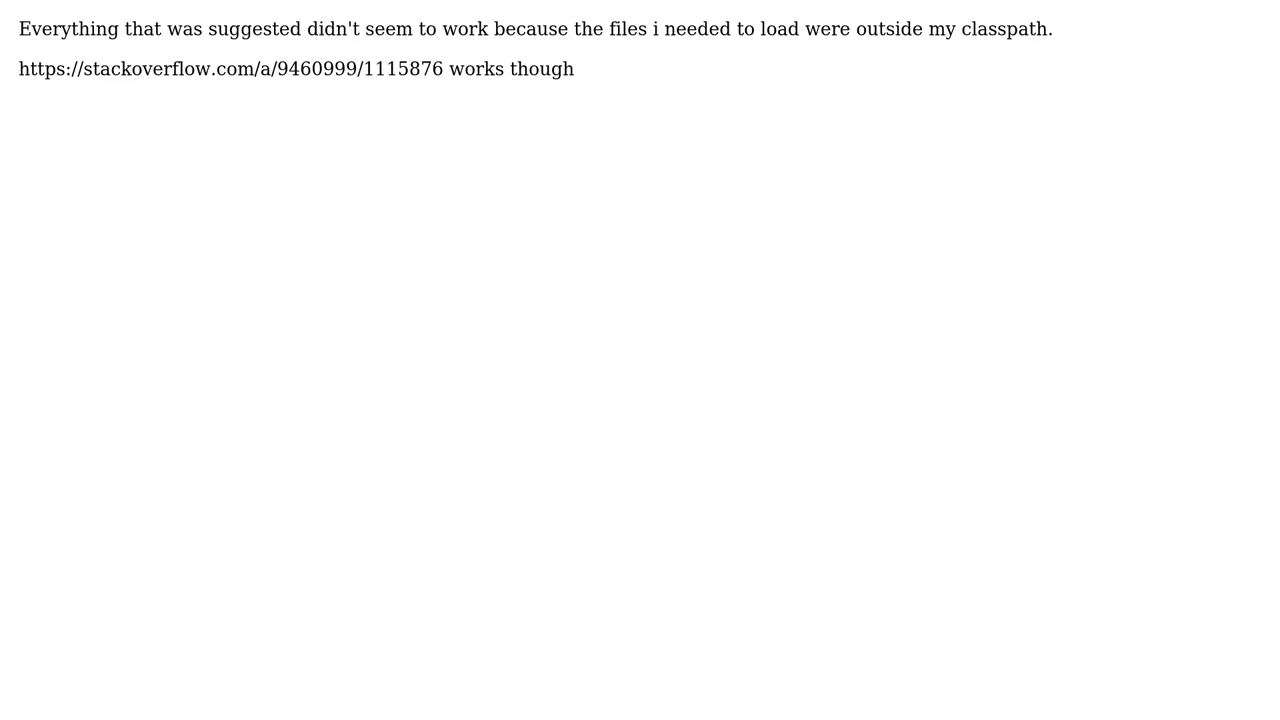 Everything that was suggested didn't seem to work because the files i needed to load were outside my classpath.
https://stackoverflow.com/a/9460999/1115876 works though